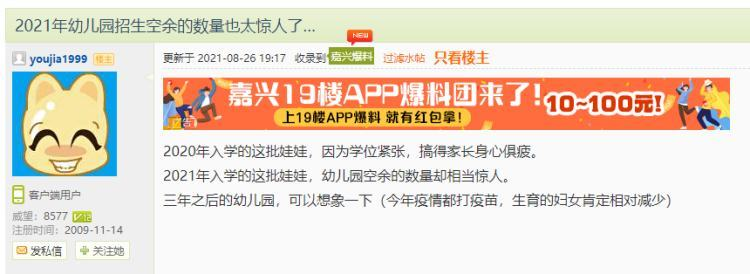 2021年幼儿园招生空余的数量也太惊人了...
youjia1999 楼主
更新于 2021-08-26 19:17 收录到 嘉兴爆料 NEW 过滤水帖 只看楼主
嘉兴19楼APP爆料团来了!
上19楼APP爆料 就有红包拿!
10~100元!
广告
2020年入学的这批娃娃，因为学位紧张，搞得家长身心俱疲。
2021年入学的这批娃娃，幼儿园空余的数量却相当惊人。
三年之后的幼儿园，可以想象一下（今年疫情都打疫苗，生育的妇女肯定相对减少）
客户端用户
威望：8577
注册时间：2009-11-14
发私信 关注她